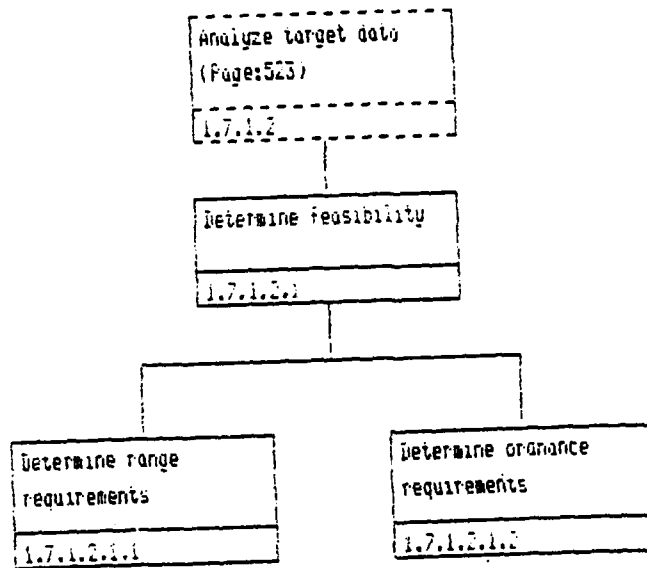 Analyze target data
(Page:523)
1.7.1.2
Determine feasibility
1.7.1.2.1
Determine range
requirements
1.7.1.2.1.1
Determine ordnance
requirements
1.7.1.2.1.2